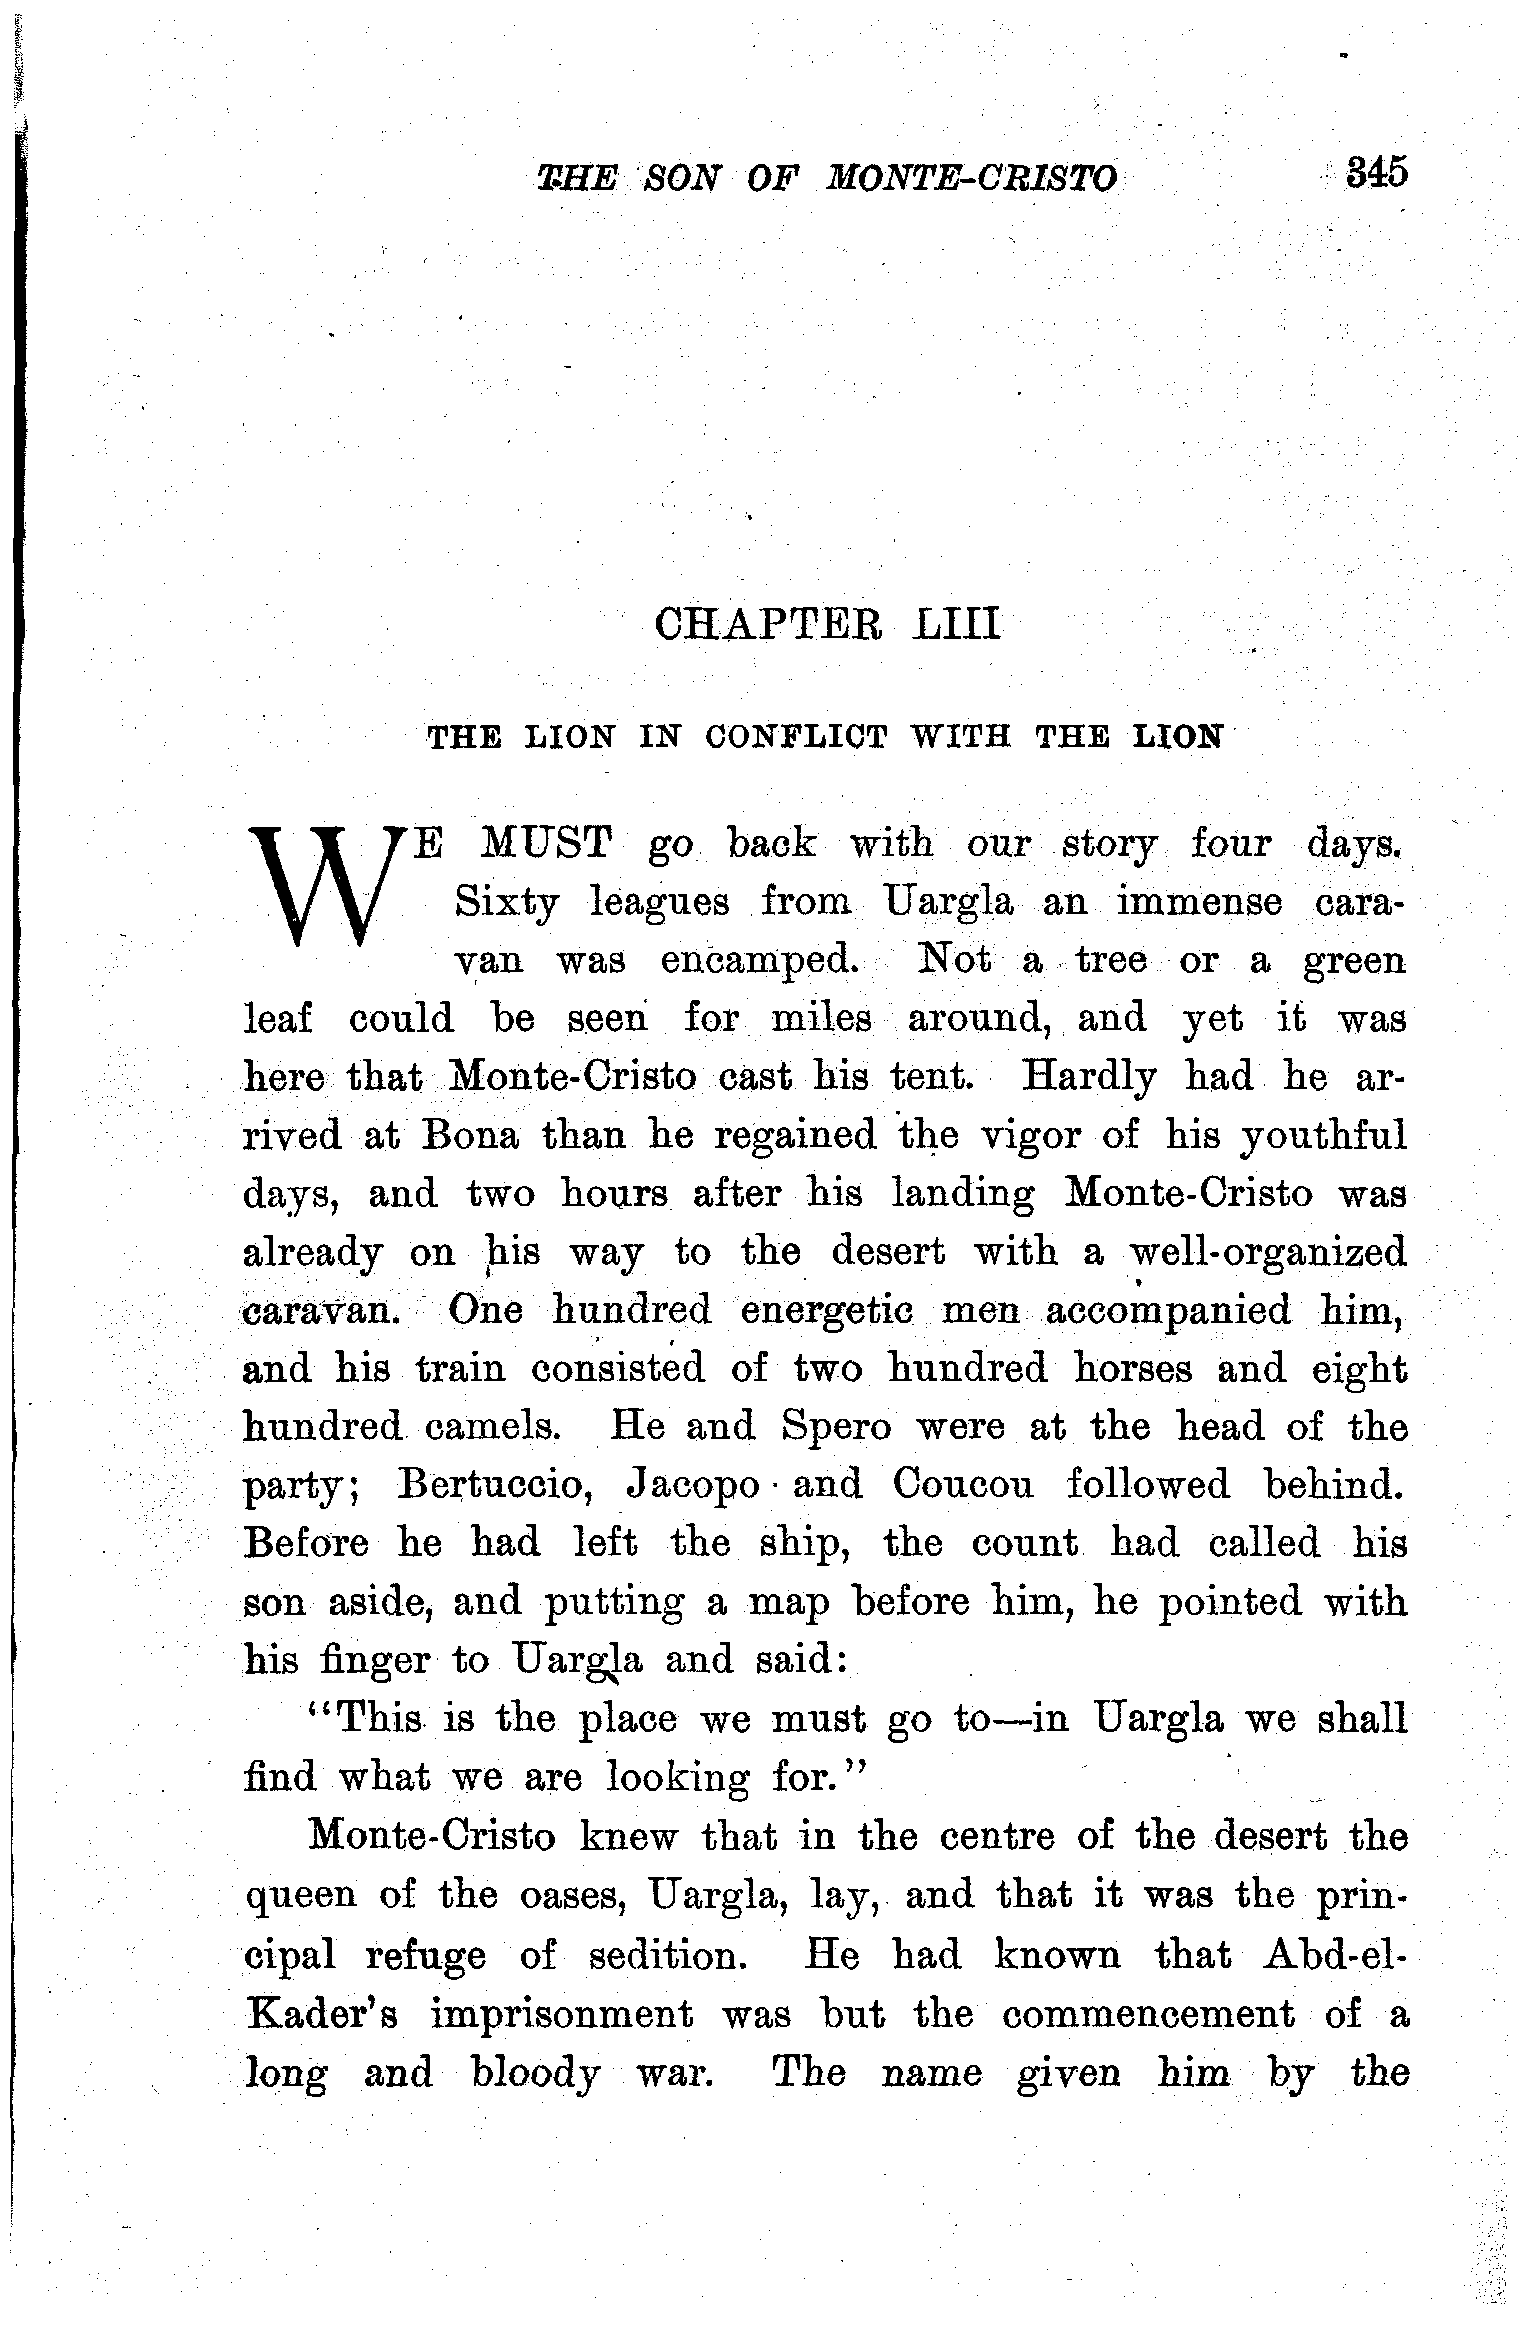 THE SON OF MONTE-CRISTO 345
CHAPTER LIII
THE LION IN CONFLICT WITH THE LION
WE MUST go back with our story four days.
Sixty leagues from Uargla an immense cara-
van was encamped. Not a tree or a green
leaf could be seen for miles around, and yet it was
here that Monte-Cristo cast his tent. Hardly had he ar-
rived at Bona than he regained the vigor of his youthful
days, and two hours after his landing Monte-Cristo was
already on his way to the desert with a well-organized
caravan. One hundred energetic men accompanied him,
and his train consisted of two hundred horses and eight
hundred camels. He and Spero were at the head of the
party; Bertuccio, Jacopo and Coucou followed behind.
Before he had left the ship, the count had called his
son aside, and putting a map before him, he pointed with
his finger to Uargla and said:
"This is the place we must go to—in Uargla we shall
find what we are looking for."
Monte-Cristo knew that in the centre of the desert the
queen of the oases, Uargla, lay, and that it was the prin-
cipal refuge of sedition. He had known that Abd-el-
Kader's imprisonment was but the commencement of a
long and bloody war. The name given him by the